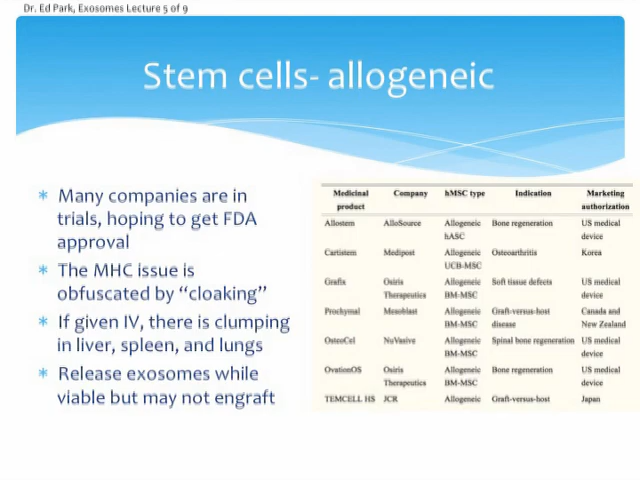 Dr. Ed Park, Exosomes Lecture 5 of 9
Stem cells- allogeneic
* Many companies are in
trials, hoping to get FDA
approval
* The MHC issue is
obfuscated by “cloaking”
* If given IV, there is clumping
in liver, spleen, and lungs
* Release exosomes while
viable but may not engraft
Medicinal product Company hMSC type Indication Marketing authorization
Allostem AlloSource Allogeneic hASC Bone regeneration US medical device
Cartistem Medipost Allogeneic UCB-MSC Osteoarthritis Korea
Grafix Osiris Therapeutics Allogeneic BM-MSC Soft tissue defects US medical device
Prochymal Mesoblast Allogeneic BM-MSC Graft-versus-host disease Canada and New Zealand
OsteoCel NuVasive Allogeneic BM-MSC Spinal bone regeneration US medical device
OvationOS Osiris Therapeutics Allogeneic BM-MSC Bone regeneration US medical device
TEMCELL HS JCR Allogeneic Graft-versus-host Japan